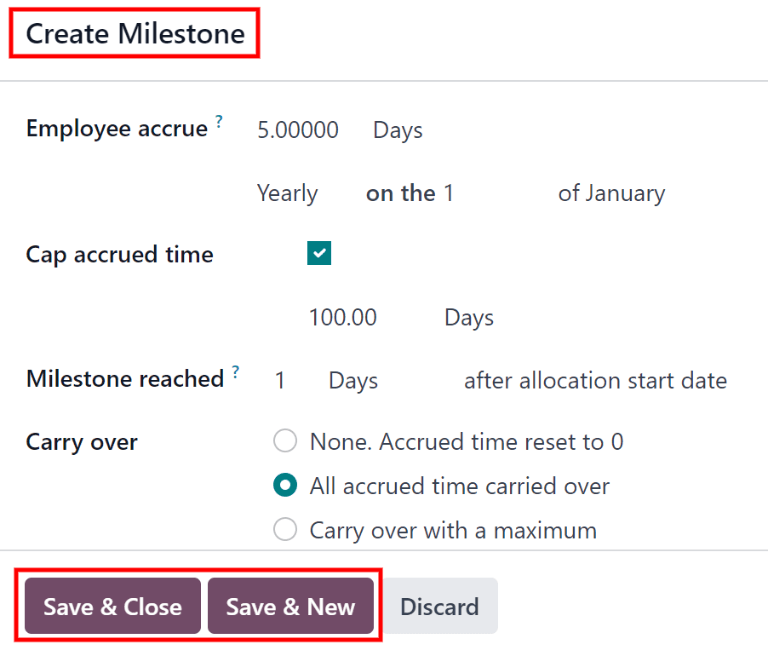 Create Milestone
Employee accrue ? 5.00000 Days
Yearly on the 1 of January
Cap accrued time
100.00 Days
Milestone reached ? 1 Days after allocation start date
Carry over None. Accrued time reset to 0
All accrued time carried over
Carry over with a maximum
Save & Close Save & New Discard